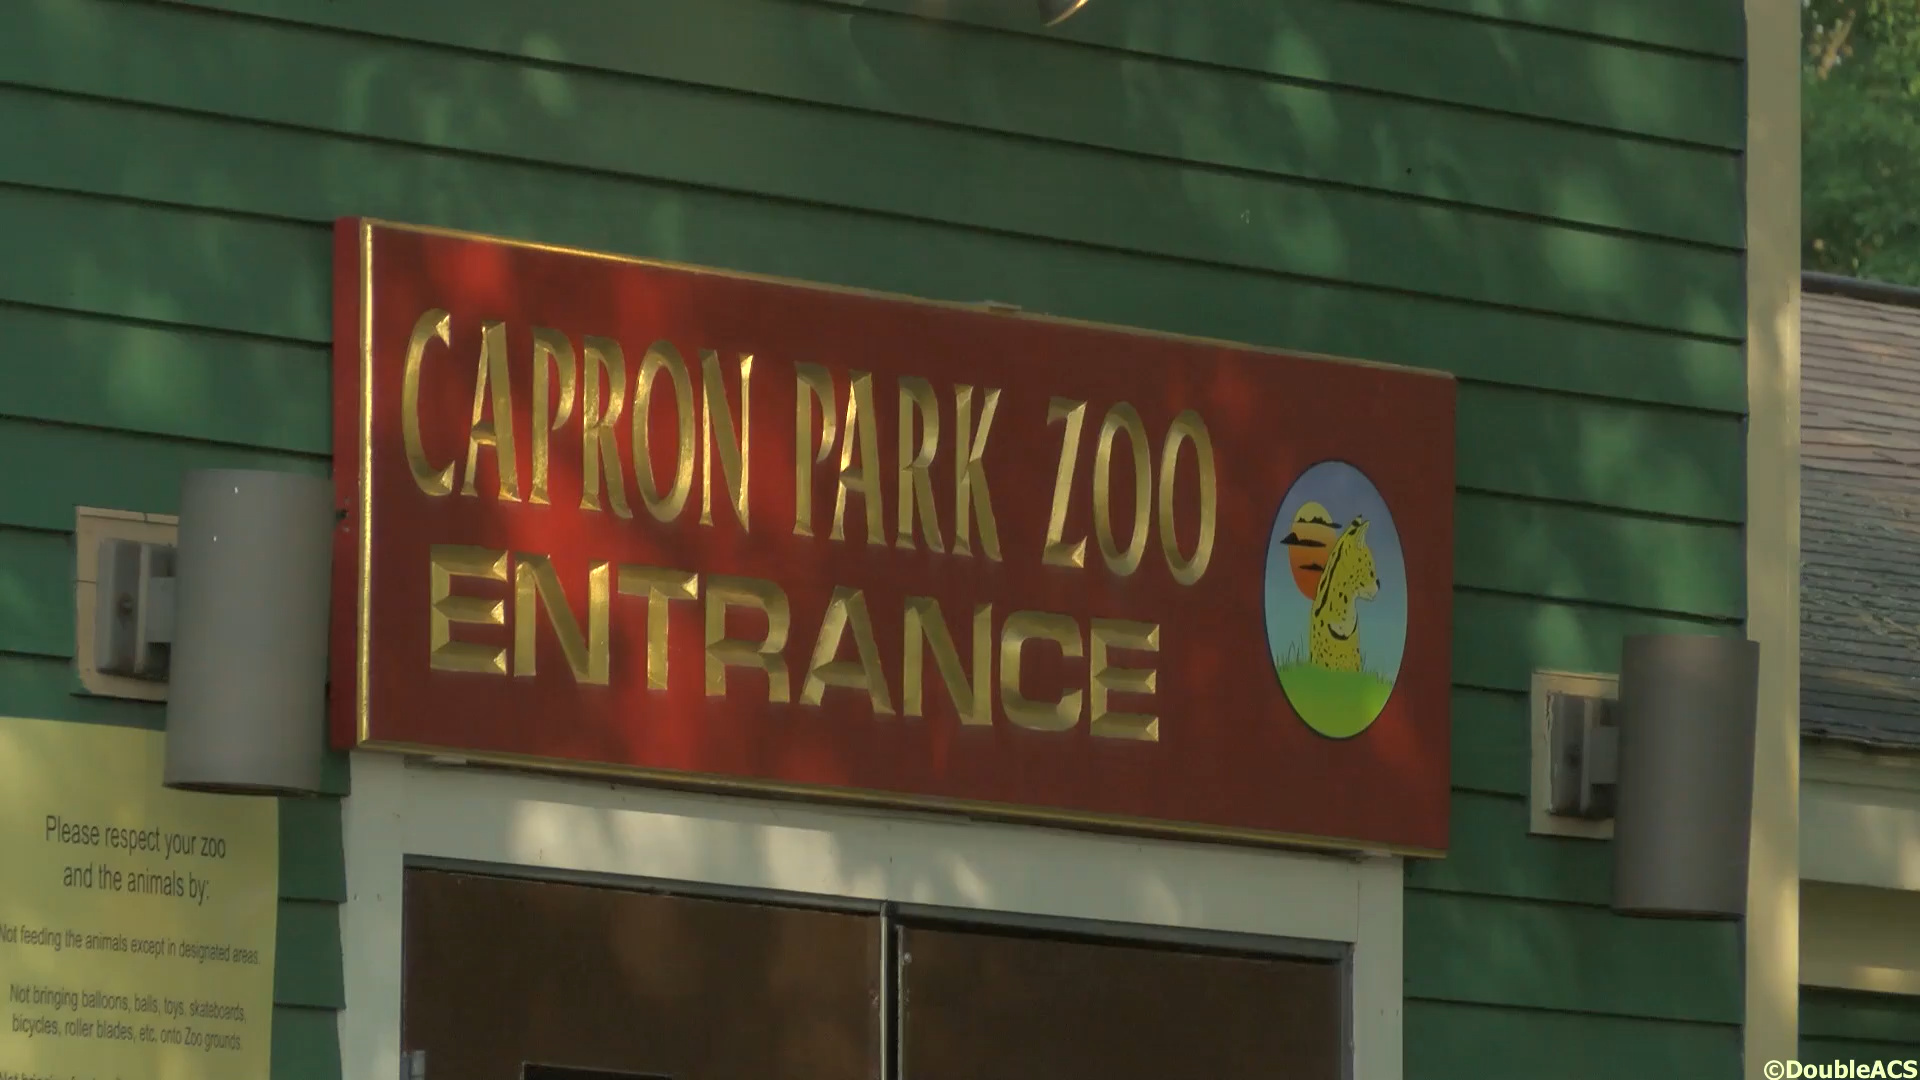 CAPRON PARK ZOO
ENTRANCE
Please respect your zoo
and the animals by:
Not feeding the animals except in designated areas.
Not bringing balloons, balls, toys, skateboards,
bicycles, roller blades, etc. onto Zoo grounds.
©DoubleACS